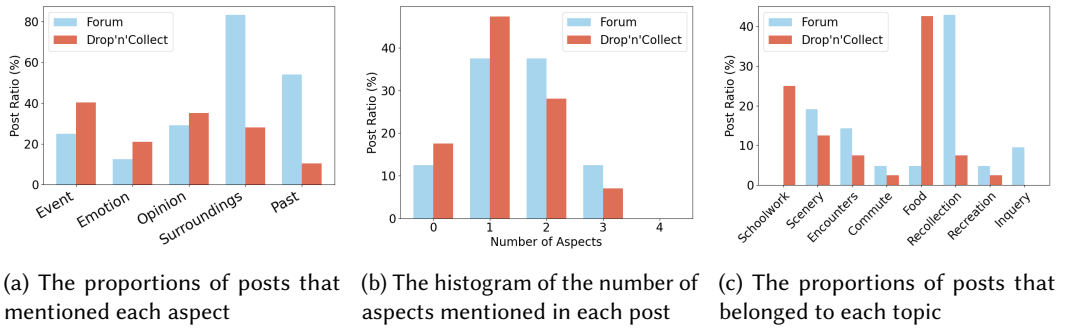 Post Ratio (%)
80
60
40
20
0
Forum
Drop'n'Collect
Event
Emotion
Opinion
Surroundings
Past
(a) The proportions of posts that
mentioned each aspect
Post Ratio (%)
40
30
20
10
0
Forum
Drop'n'Collect
0 1 2 3 4
Number of Aspects
(b) The histogram of the number of
aspects mentioned in each post
Post Ratio (%)
40
30
20
10
0
Forum
Drop'n'Collect
Schoolwork
Scenery
Encounters
Commute
Food
Recollection
Recreation
Inquery
(c) The proportions of posts that
belonged to each topic